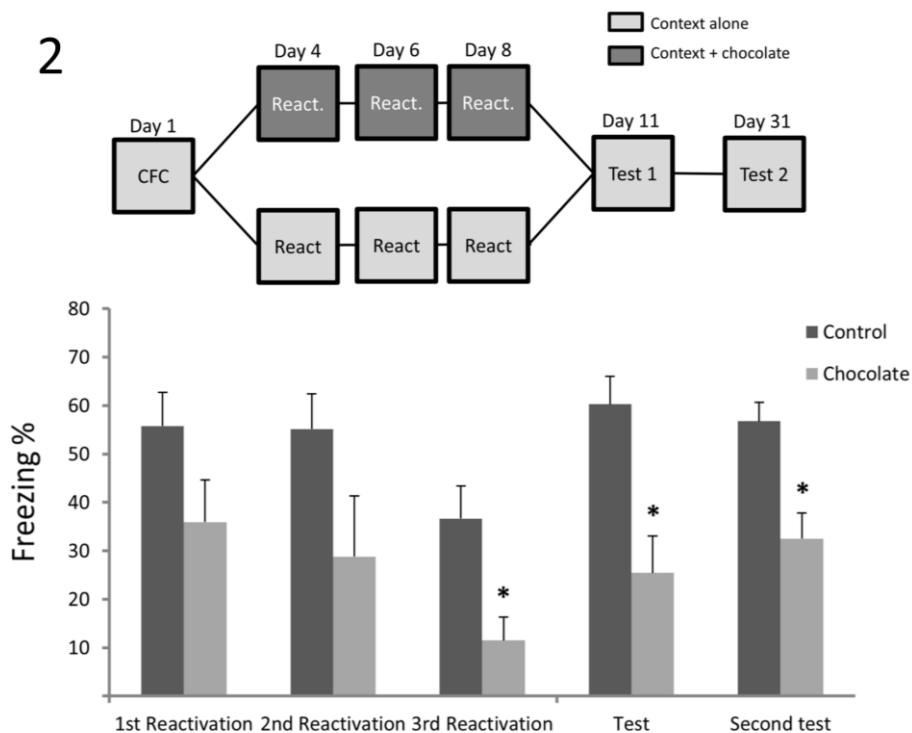 2
Context alone
Context + chocolate
Day 4 Day 6 Day 8
React. React. React.
Day 1 Day 11 Day 31
CFC Test 1 Test 2
React React React
80
70
60
50
40
30
20
10
Freezing %
Control
Chocolate
*
*
*
1st Reactivation 2nd Reactivation 3rd Reactivation Test Second test